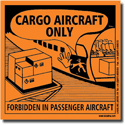 CARGO AIRCRAFT
ONLY
FORBIDDEN IN PASSENGER AIRCRAFT